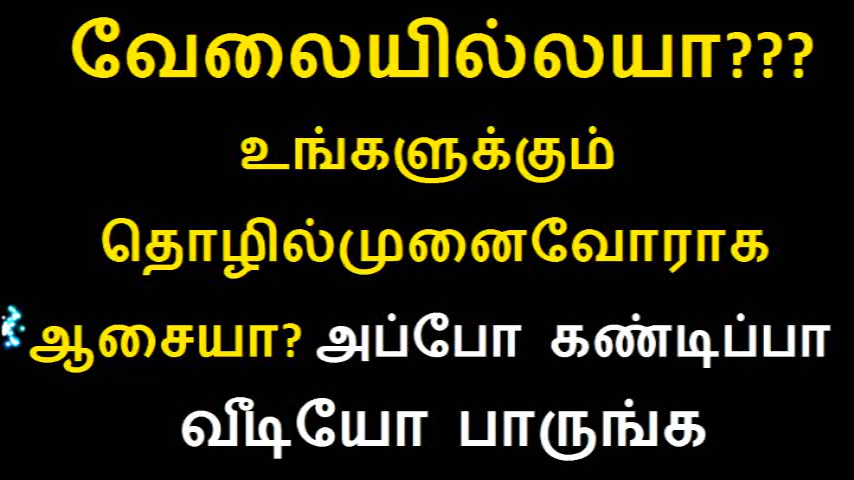 வேலையில்லயா???
உங்களுக்கும்
தொழில்முனைவோராக
ஆசையா? அப்போ கண்டிப்பா
வீடியோ பாருங்க